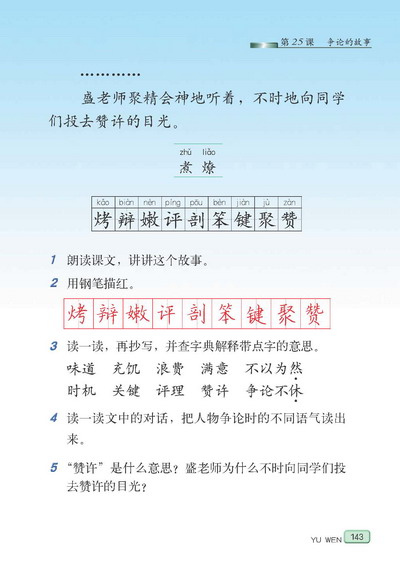 第25课 争论的故事
…………
盛老师聚精会神地听着，不时地向同学
们投去赞许的目光。
zhǔ liǎo
煮 燎
kǎo biàn nèn píng pōu bèn jiàn jù zàn
烤 辩 嫩 评 剖 笨 键 聚 赞
1 朗读课文，讲讲这个故事。
2 用钢笔描红。
烤 辩 嫩 评 剖 笨 键 聚 赞
3 读一读，再抄写，并查字典解释带点字的意思。
味道 充饥 浪费 满意 不以为然
时机 关键 评理 赞许 争论不休
4 读一读文中的对话，把人物争论时的不同语气读出
来。
5 “赞许”是什么意思？盛老师为什么不时向同学们投
去赞许的目光？
YU WEN 143